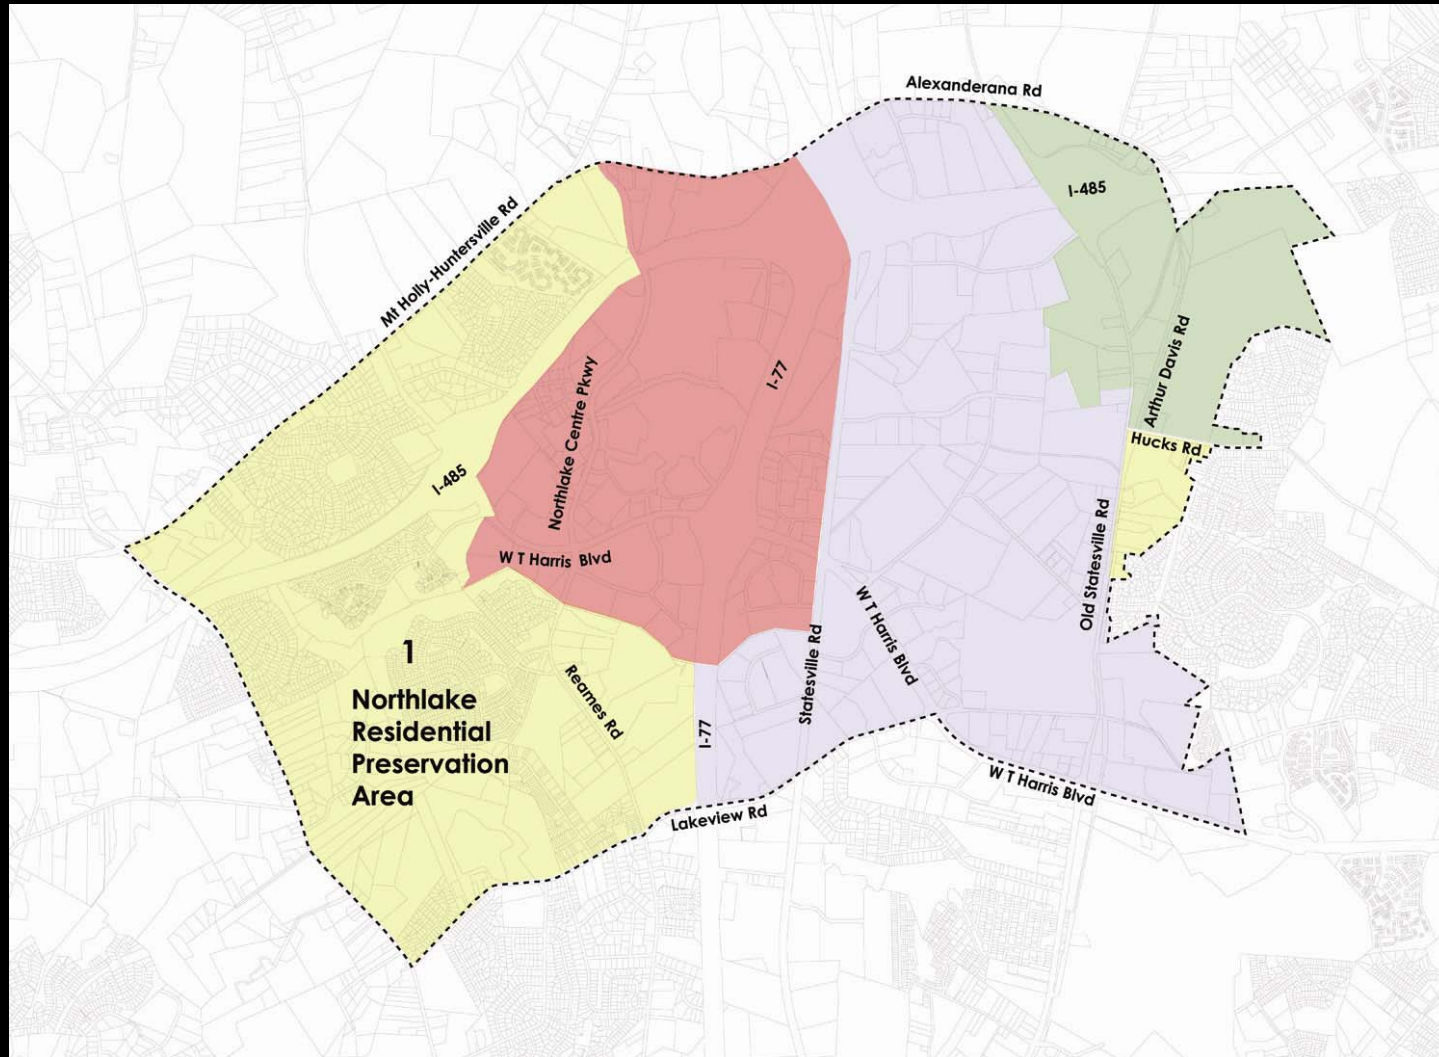 Alexanderana Rd
I-485
Mt Holly-Huntersville Rd
Arthur Davis Rd
I-77
Northlake Centre Pkwy
Hucks Rd
I-485
Old Statesville Rd
W T Harris Blvd
W T Harris Blvd
1
Northlake
Residential
Preservation
Area
Reames Rd
Statesville Rd
I-77
W T Harris Blvd
Lakeview Rd